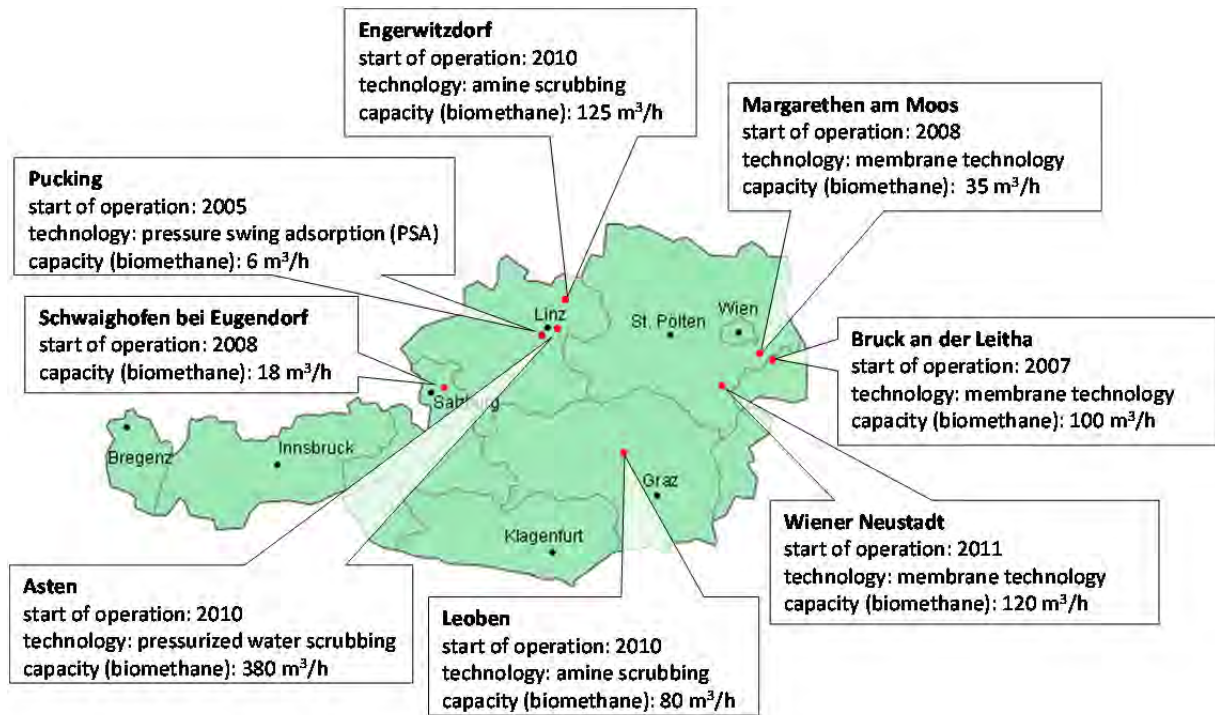 Engerwitzdorf
start of operation: 2010
technology: amine scrubbing
capacity (biomethane): 125 m³/h
Margarethen am Moos
start of operation: 2008
technology: membrane technology
capacity (biomethane): 35 m³/h
Pucking
start of operation: 2005
technology: pressure swing adsorption (PSA)
capacity (biomethane): 6 m³/h
Schwaighofen bei Eugendorf
start of operation: 2008
capacity (biomethane): 18 m³/h
Linz
St. Pölten
Wien
Salzburg
Bregenz
Innsbruck
Graz
Klagenfurt
Bruck an der Leitha
start of operation: 2007
technology: membrane technology
capacity (biomethane): 100 m³/h
Wiener Neustadt
start of operation: 2011
technology: membrane technology
capacity (biomethane): 120 m³/h
Asten
start of operation: 2010
technology: pressurized water scrubbing
capacity (biomethane): 380 m³/h
Leoben
start of operation: 2010
technology: amine scrubbing
capacity (biomethane): 80 m³/h